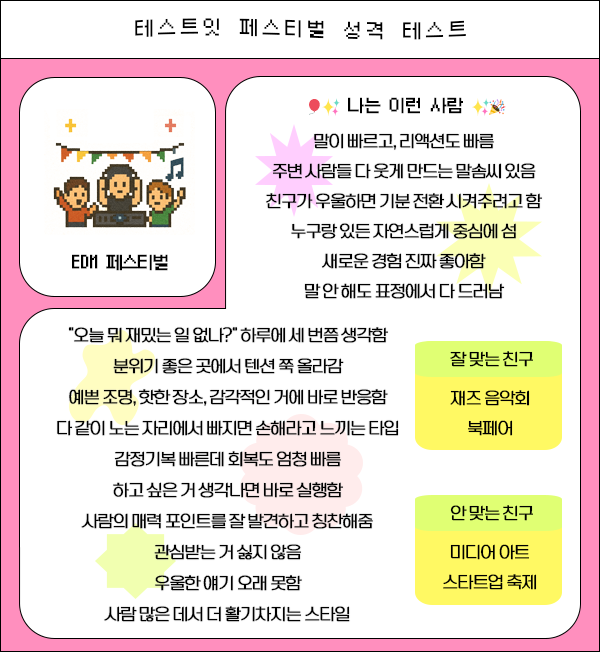 테스트잇 페스티벌 성격 테스트
EDM 페스티벌
나는 이런 사람
말이 빠르고, 리액션도 빠름
주변 사람들 다 웃게 만드는 말솜씨 있음
친구가 우울하면 기분 전환 시켜주려고 함
누구랑 있든 자연스럽게 중심에 섬
새로운 경험 진짜 좋아함
말 안 해도 표정에서 다 드러남
"오늘 뭐 재밌는 일 없나?" 하루에 세 번쯤 생각함
분위기 좋은 곳에서 텐션 쭉 올라감
예쁜 조명, 핫한 장소, 감각적인 거에 바로 반응함
다 같이 노는 자리에서 빠지면 손해라고 느끼는 타입
감정기복 빠른데 회복도 엄청 빠름
하고 싶은 거 생각나면 바로 실행함
사람의 매력 포인트를 잘 발견하고 칭찬해줌
관심받는 거 싫지 않음
우울한 얘기 오래 못함
사람 많은 데서 더 활기차지는 스타일
잘 맞는 친구
재즈 음악회
북페어
안 맞는 친구
미디어 아트
스타트업 축제